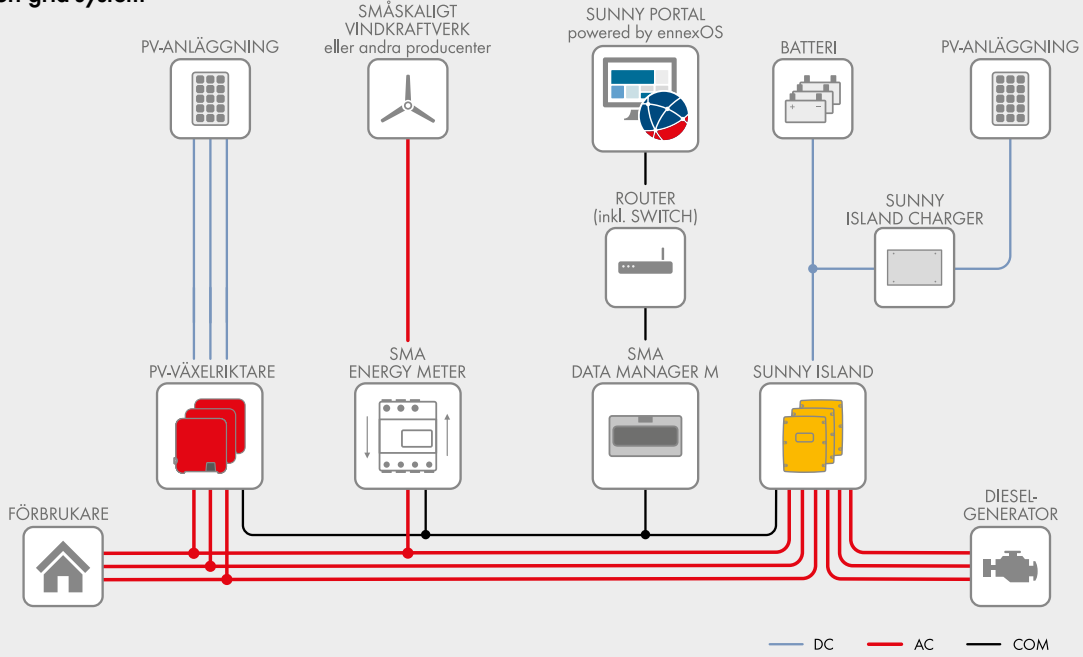 SMÅSKALIGT
VINDKRAFTVERK
eller andra producenter
SUNNY PORTAL
powered by ennexOS
PV-ANLÄGGNING
BATTERI
PV-ANLÄGGNING
ROUTER
(inkl. SWITCH)
SUNNY
ISLAND CHARGER
PV-VÄXELRIKTARE
SMA
ENERGY METER
SMA
DATA MANAGER M
SUNNY ISLAND
FÖRBRUKARE
DIESEL-
GENERATOR
DC
AC
COM